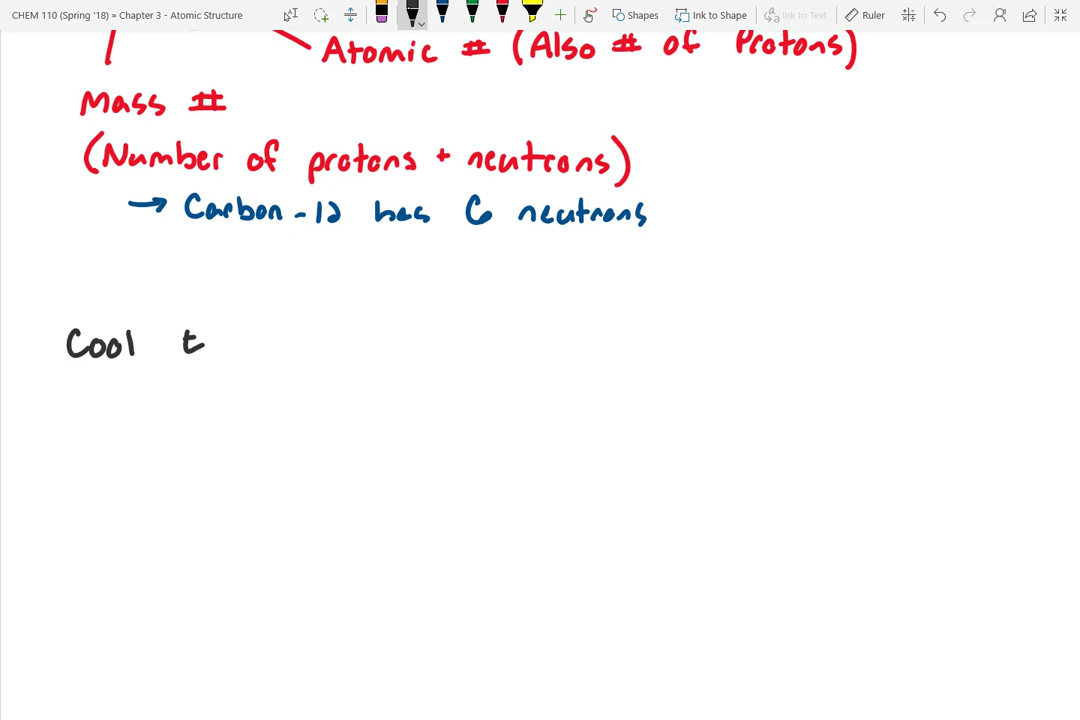 CHEM 110 (Spring '18) » Chapter 3 - Atomic Structure Shapes Ink to Shape Ink to Text Ruler
Atomic # (Also # of Protons)
Mass #
(Number of protons + neutrons)
→ Carbon-12 has 6 neutrons
Cool t